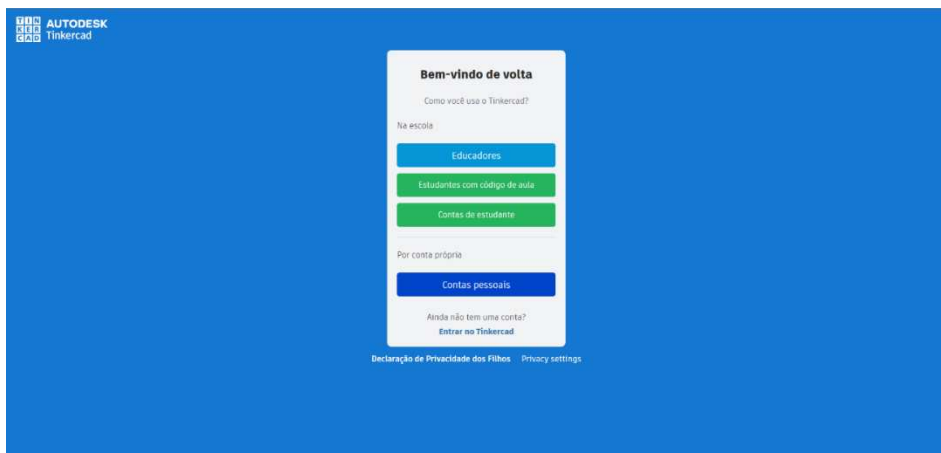 TIN
KER
CAD
AUTODESK
Tinkercad
Bem-vindo de volta
Como você usa o Tinkercad?
Na escola
Educadores
Estudantes com código de aula
Contas de estudante
Por conta própria
Contas pessoais
Ainda não tem uma conta?
Entrar no Tinkercad
Declaração de Privacidade dos Filhos Privacy settings